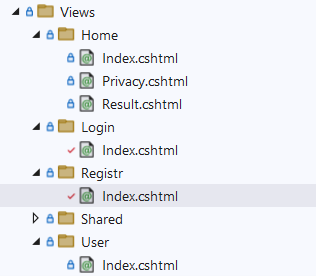 Views
Home
Index.cshtml
Privacy.cshtml
Result.cshtml
Login
Index.cshtml
Registr
Index.cshtml
Shared
User
Index.cshtml